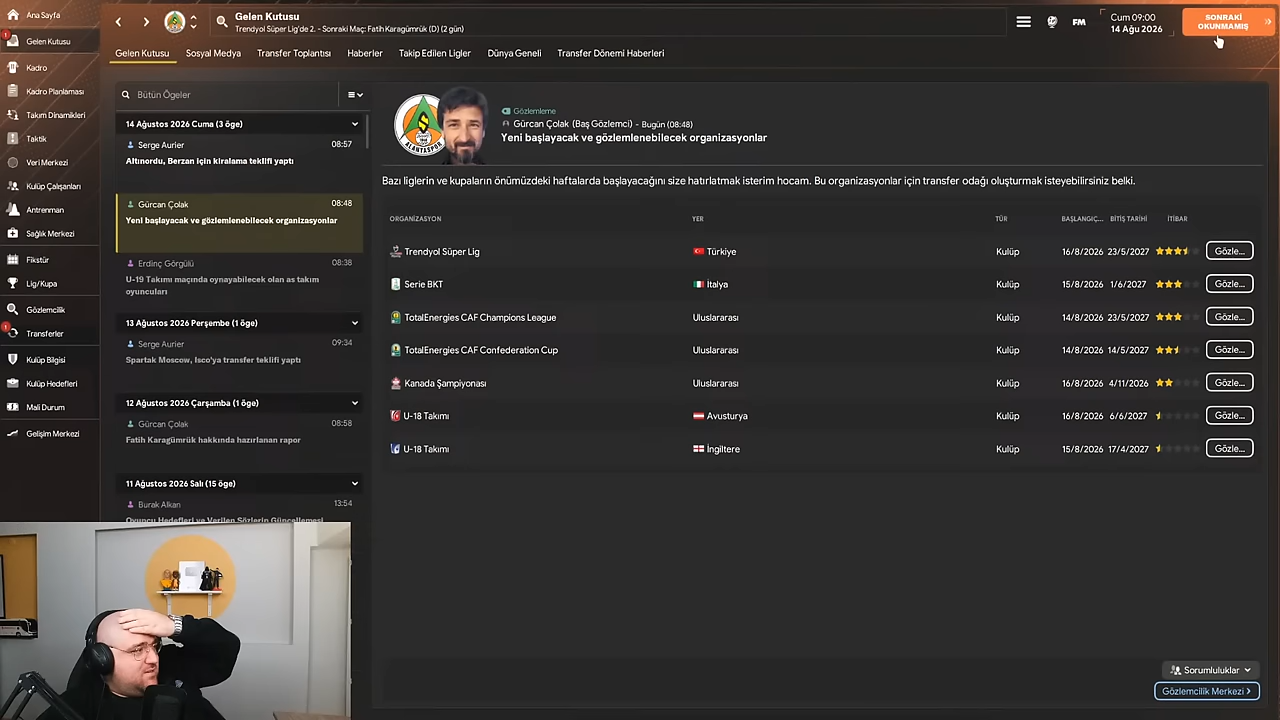 Ana Sayfa
Gelen Kutusu
Kadro
Kadro Planlaması
Takım Dinamikleri
Taktik
Veri Merkezi
Kulüp Çalışanları
Antrenman
Sağlık Merkezi
Fikstür
Lig/Kupa
Gözlemcilik
Transferler
Kulüp Bilgisi
Kulüp Hedefleri
Mali Durum
Gelişim Merkezi
Gelen Kutusu
Trendyol Süper Lig'de 2. - Sonraki Maç: Fatih Karagümrük (D) (2 gün)
FM
Cum 09:00
14 Ağu 2026
SONRAKİ
OKUNMAMIŞ
Gelen Kutusu Sosyal Medya Transfer Toplantısı Haberler Takip Edilen Ligler Dünya Geneli Transfer Dönemi Haberleri
Bütün Ögeler
14 Ağustos 2026 Cuma (3 öge)
Serge Aurier 08:57
Altınordu, Berzan için kiralama teklifi yaptı
Gürcan Çolak 08:48
Yeni başlayacak ve gözlemlenebilecek organizasyonlar
Erdinç Görgülü 08:38
U-19 Takımı maçında oynayabilecek olan as takım
oyuncuları
13 Ağustos 2026 Perşembe (1 öge)
Serge Aurier 09:34
Spartak Moscow, Isco'ya transfer teklifi yaptı
12 Ağustos 2026 Çarşamba (1 öge)
Gürcan Çolak 08:58
Fatih Karagümrük hakkında hazırlanan rapor
11 Ağustos 2026 Salı (15 öge)
Burak Alkan 13:54
Oyuncu Hedefleri ve Verilen Sözlerin Güncellemesi
ALANYASPOR
Gözlemleme
Gürcan Çolak (Baş Gözlemci) - Bugün (08:48)
Yeni başlayacak ve gözlemlenebilecek organizasyonlar
Bazı liglerin ve kupaların önümüzdeki haftalarda başlayacağını size hatırlatmak isterim hocam. Bu organizasyonlar için transfer odağı oluşturmak isteyebilirsiniz belki.
ORGANİZASYON YER TÜR BAŞLANGIÇ... BİTİŞ TARİHİ İTİBAR
Trendyol Süper Lig Türkiye Kulüp 16/8/2026 23/5/2027 Gözle...
Serie BKT İtalya Kulüp 15/8/2026 1/6/2027 Gözle...
TotalEnergies CAF Champions League Uluslararası Kulüp 14/8/2026 23/5/2027 Gözle...
TotalEnergies CAF Confederation Cup Uluslararası Kulüp 14/8/2026 14/5/2027 Gözle...
Kanada Şampiyonası Uluslararası Kulüp 16/8/2026 4/11/2026 Gözle...
U-18 Takımı Avusturya Kulüp 16/8/2026 6/6/2027 Gözle...
U-18 Takımı İngiltere Kulüp 15/8/2026 17/4/2027 Gözle...
Sorumluluklar
Gözlemcilik Merkezi